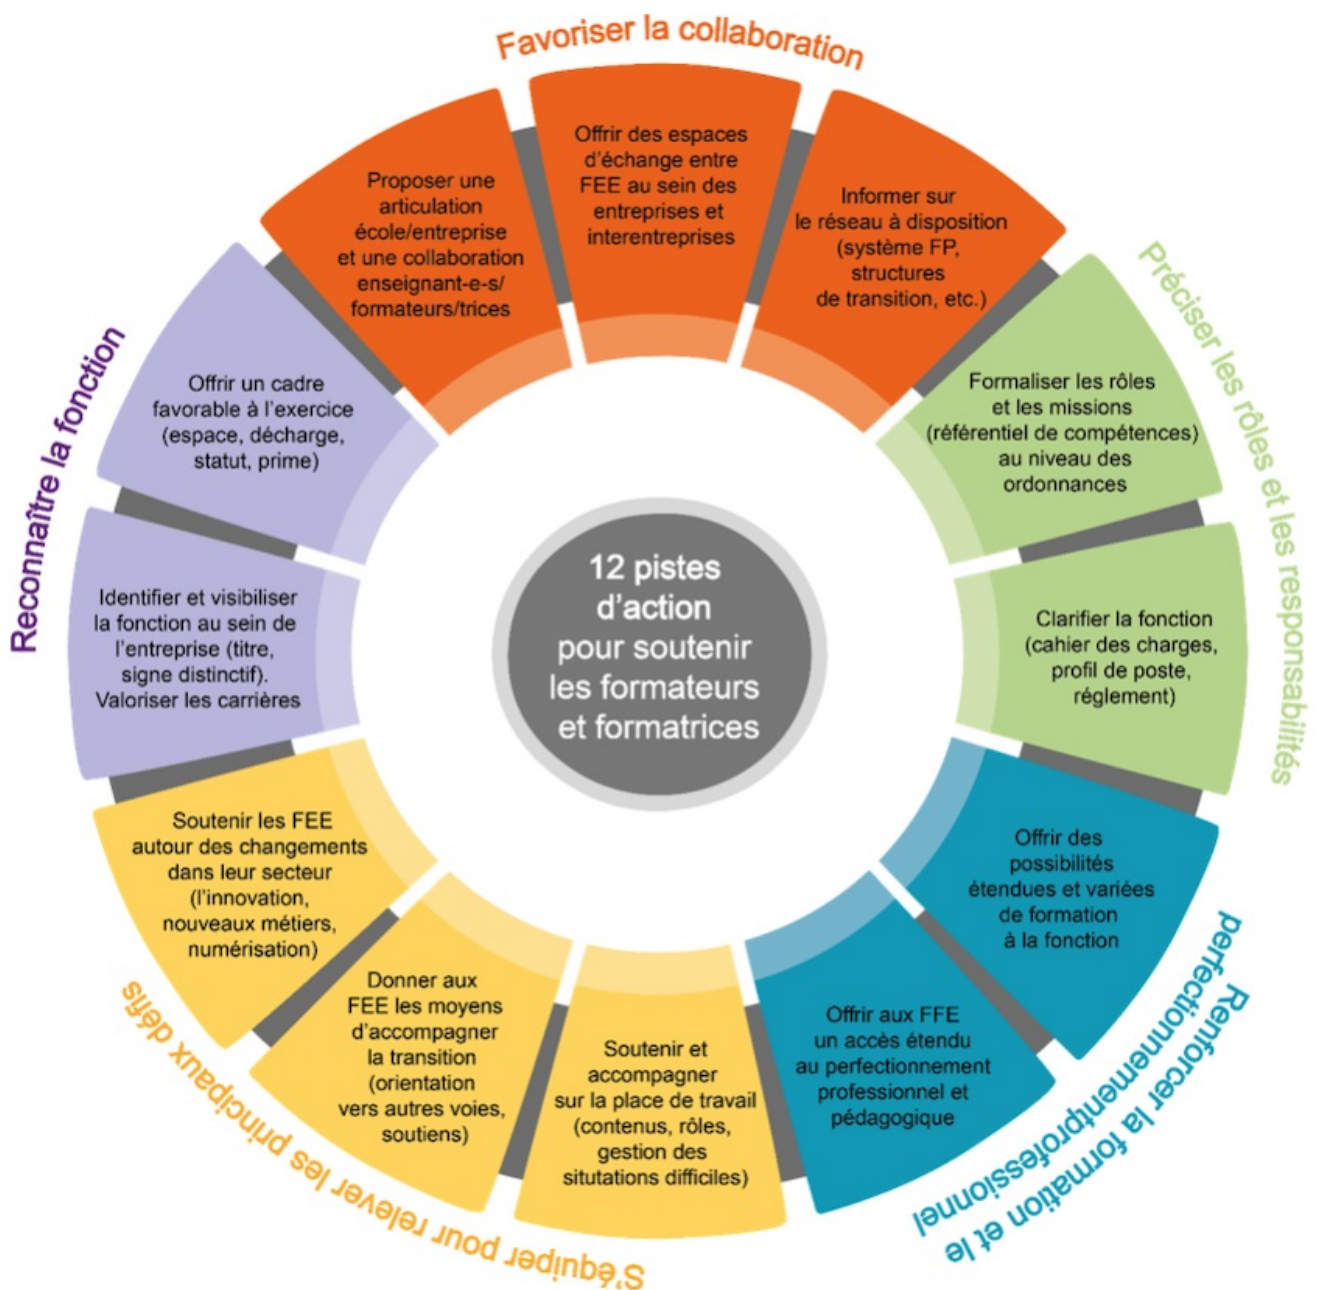 Favoriser la collaboration
Proposer une
articulation
école/entreprise
et une collaboration
enseignant-e-s/
formateurs/trices
Offrir des espaces
d'échange entre
FEE au sein des
entreprises et
interentreprises
Informer sur
le réseau à disposition
(système FP,
structures
de transition, etc.)
Préciser les rôles et les responsabilités
Formaliser les rôles
et les missions
(référentiel de compétences)
au niveau des
ordonnances
Clarifier la fonction
(cahier des charges,
profil de poste,
réglement)
Renforcer la formation et le
perfectionnementprofessionnel
Offrir des
possibilités
étendues et variées
de formation
à la fonction
Offrir aux FFE
un accès étendu
au perfectionnement
professionnel et
pédagogique
S'équiper pour relever les principaux défis
Soutenir et
accompagner
sur la place de travail
(contenus, rôles,
gestion des
situtations difficiles)
Donner aux
FEE les moyens
d'accompagner
la transition
(orientation
vers autres voies,
soutiens)
Soutenir les FEE
autour des changements
dans leur secteur
(l'innovation,
nouveaux métiers,
numérisation)
Reconnaître la fonction
Identifier et visibiliser
la fonction au sein de
l'entreprise (titre,
signe distinctif).
Valoriser les carrières
Offrir un cadre
favorable à l'exercice
(espace, décharge,
statut, prime)
12 pistes
d'action
pour soutenir
les formateurs
et formatrices